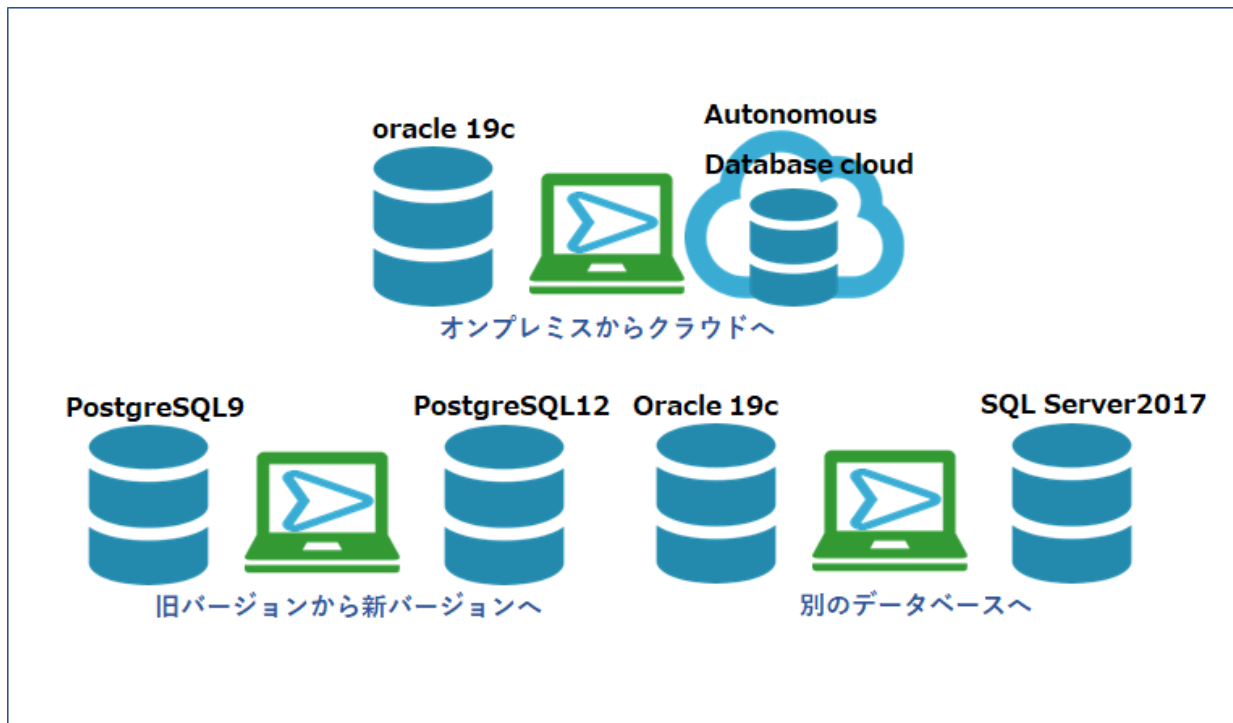 oracle 19c
Autonomous
Database cloud
オンプレミスからクラウドへ
PostgreSQL9
PostgreSQL12
旧バージョンから新バージョンへ
Oracle 19c
SQL Server2017
別のデータベースへ